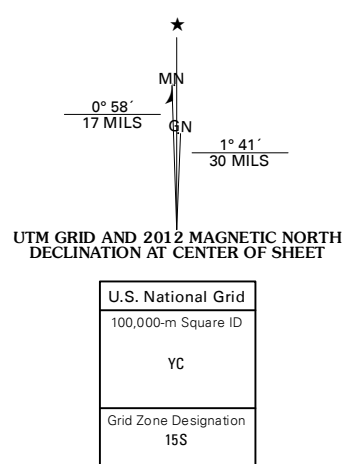 ★
MN
0° 58´
17 MILS
GN
1° 41´
30 MILS
UTM GRID AND 2012 MAGNETIC NORTH
DECLINATION AT CENTER OF SHEET
U.S. National Grid
100,000-m Square ID
YC
Grid Zone Designation
15S